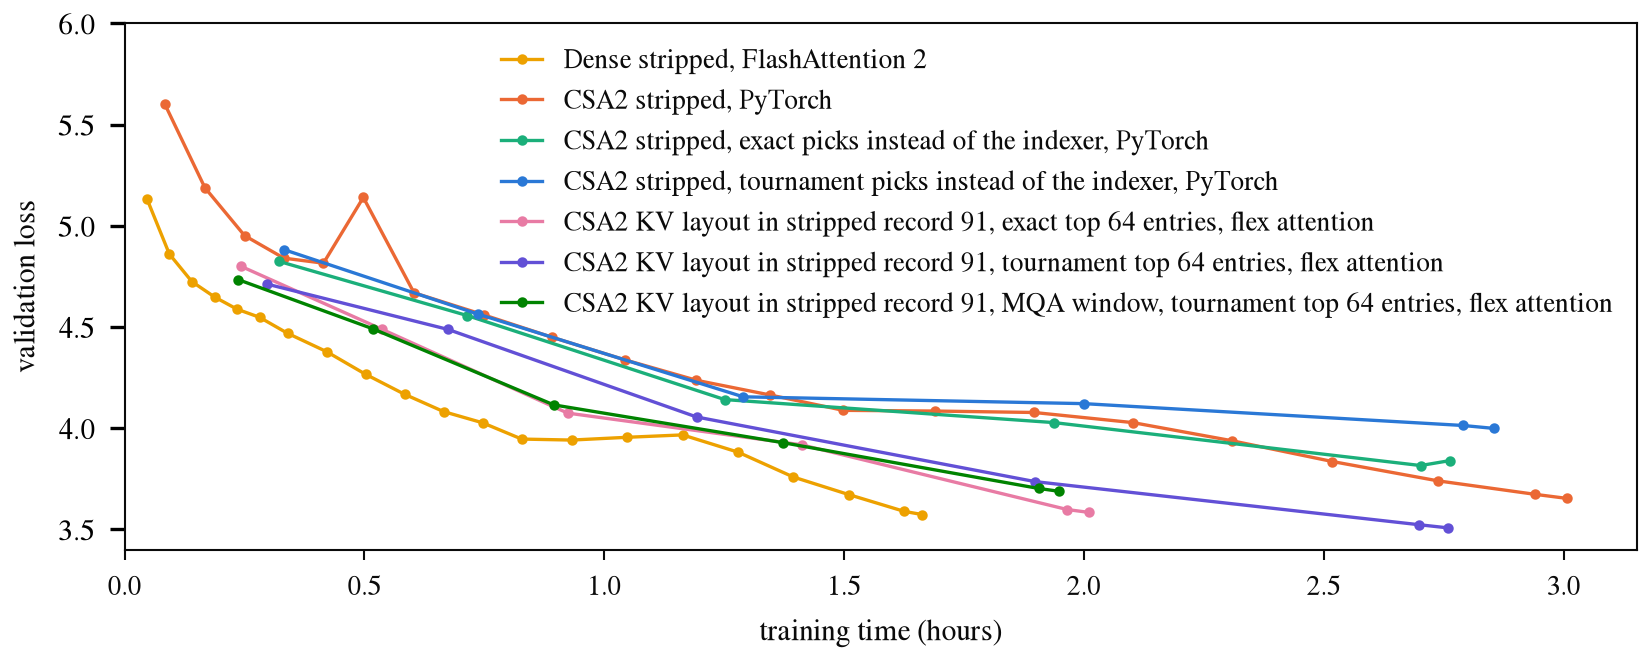 6.0
5.5
5.0
4.5
4.0
3.5
validation loss
Dense stripped, FlashAttention 2
CSA2 stripped, PyTorch
CSA2 stripped, exact picks instead of the indexer, PyTorch
CSA2 stripped, tournament picks instead of the indexer, PyTorch
CSA2 KV layout in stripped record 91, exact top 64 entries, flex attention
CSA2 KV layout in stripped record 91, tournament top 64 entries, flex attention
CSA2 KV layout in stripped record 91, MQA window, tournament top 64 entries, flex attention
0.0 0.5 1.0 1.5 2.0 2.5 3.0
training time (hours)